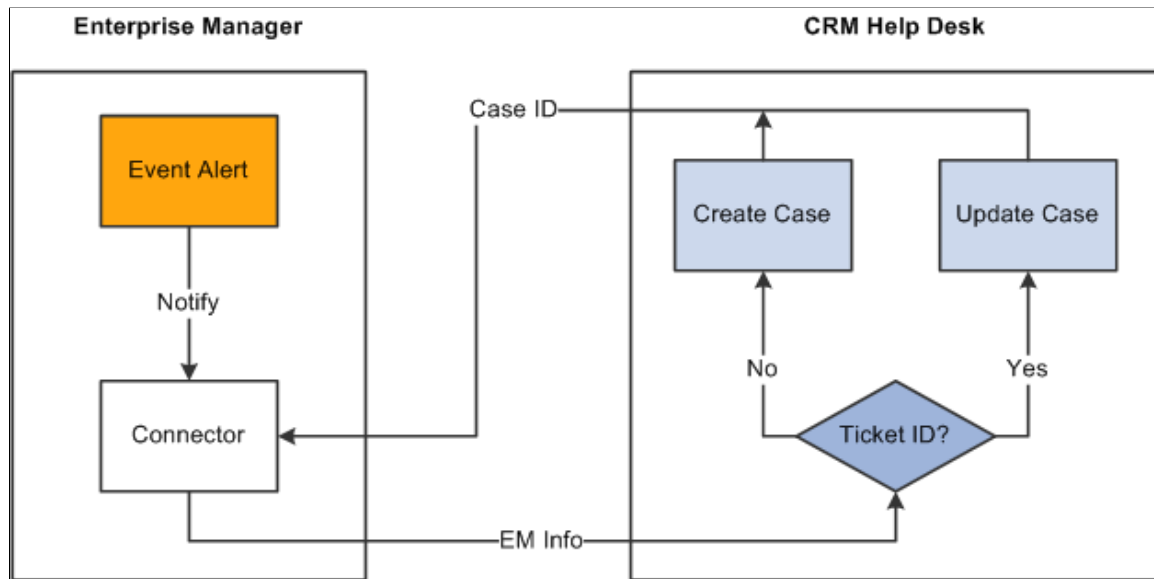 Enterprise Manager
CRM Help Desk
Case ID
Event Alert
Create Case
Update Case
Notify
No
Yes
Connector
Ticket ID?
EM Info